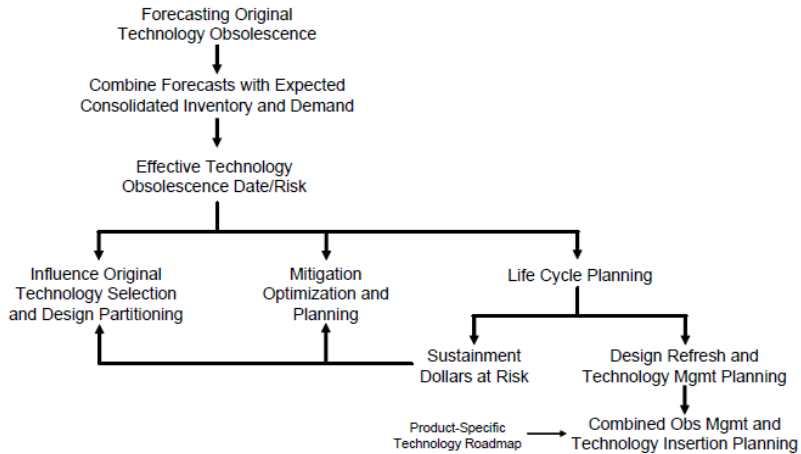 Forecasting Original
Technology Obsolescence
Combine Forecasts with Expected
Consolidated Inventory and Demand
Effective Technology
Obsolescence Date/Risk
Influence Original
Technology Selection
and Design Partitioning
Mitigation
Optimization and
Planning
Life Cycle Planning
Sustainment
Dollars at Risk
Design Refresh and
Technology Mgmt Planning
Product-Specific
Technology Roadmap
Combined Obs Mgmt and
Technology Insertion Planning